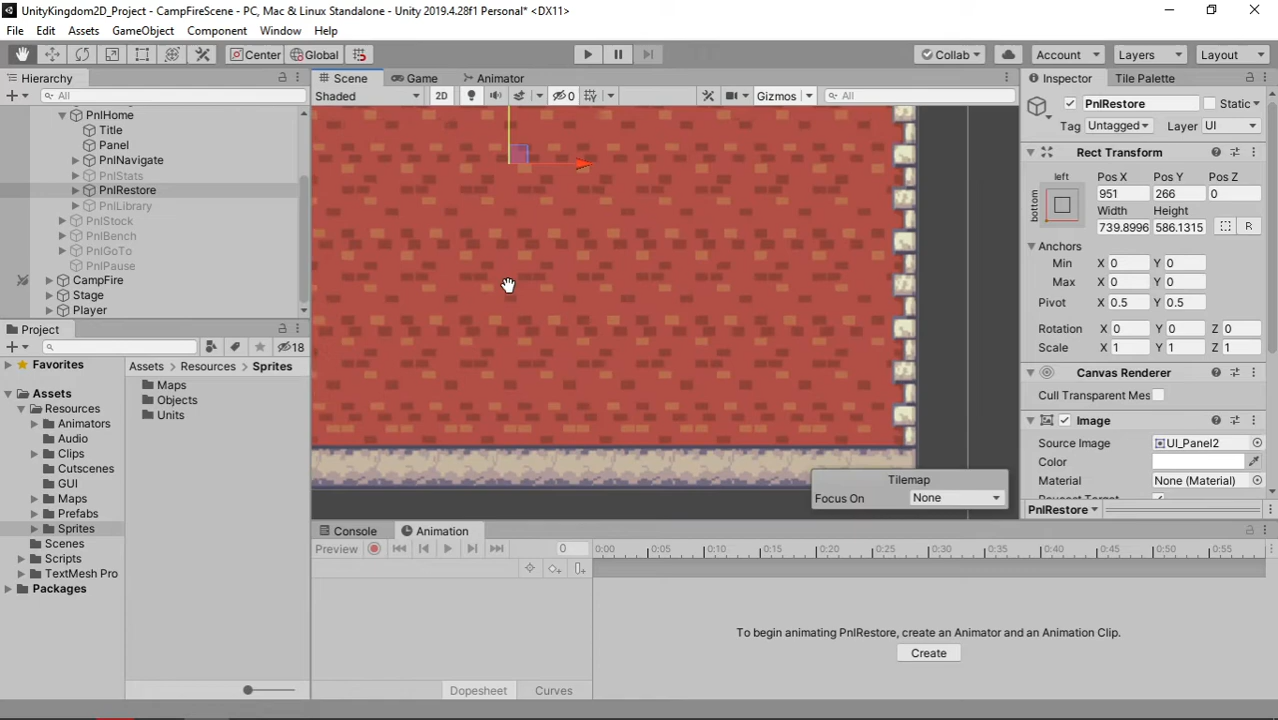 UnityKingdom2D_Project - CampFireScene - PC, Mac & Linux Standalone - Unity 2019.4.28f1 Personal* <DX11>
File Edit Assets GameObject Component Window Help
Center Global Collab Account Layers Layout
Hierarchy Scene Game Animator Inspector Tile Palette
All Shaded 2D 0 Gizmos All PnlRestore Static
PnlHome
Title
Panel
PnlNavigate
PnlStats
PnlRestore
PnlLibrary
PnlStock
PnlBench
PnlGoTo
PnlPause
CampFire
Stage
Player
Tag Untagged Layer UI
Rect Transform
left Pos X Pos Y Pos Z
bottom 951 266 0
Width Height
739.8996 586.1315 R
Anchors
Min X 0 Y 0
Max X 0 Y 0
Pivot X 0.5 Y 0.5
Rotation X 0 Y 0 Z 0
Scale X 1 Y 1 Z 1
Canvas Renderer
Cull Transparent Mes
Image
Source Image UI_Panel2
Color
Material None (Material)
PnlRestore
Tilemap
Focus On None
Project
18
Favorites
Assets
Resources
Animators
Audio
Clips
Cutscenes
GUI
Maps
Prefabs
Sprites
Scenes
Scripts
TextMesh Pro
Packages
Assets Resources Sprites
Maps
Objects
Units
Console Animation
Preview 0 0:00 0:05 0:10 0:15 0:20 0:25 0:30 0:35 0:40 0:45 0:50 0:55
To begin animating PnlRestore, create an Animator and an Animation Clip.
Create
Dopesheet Curves